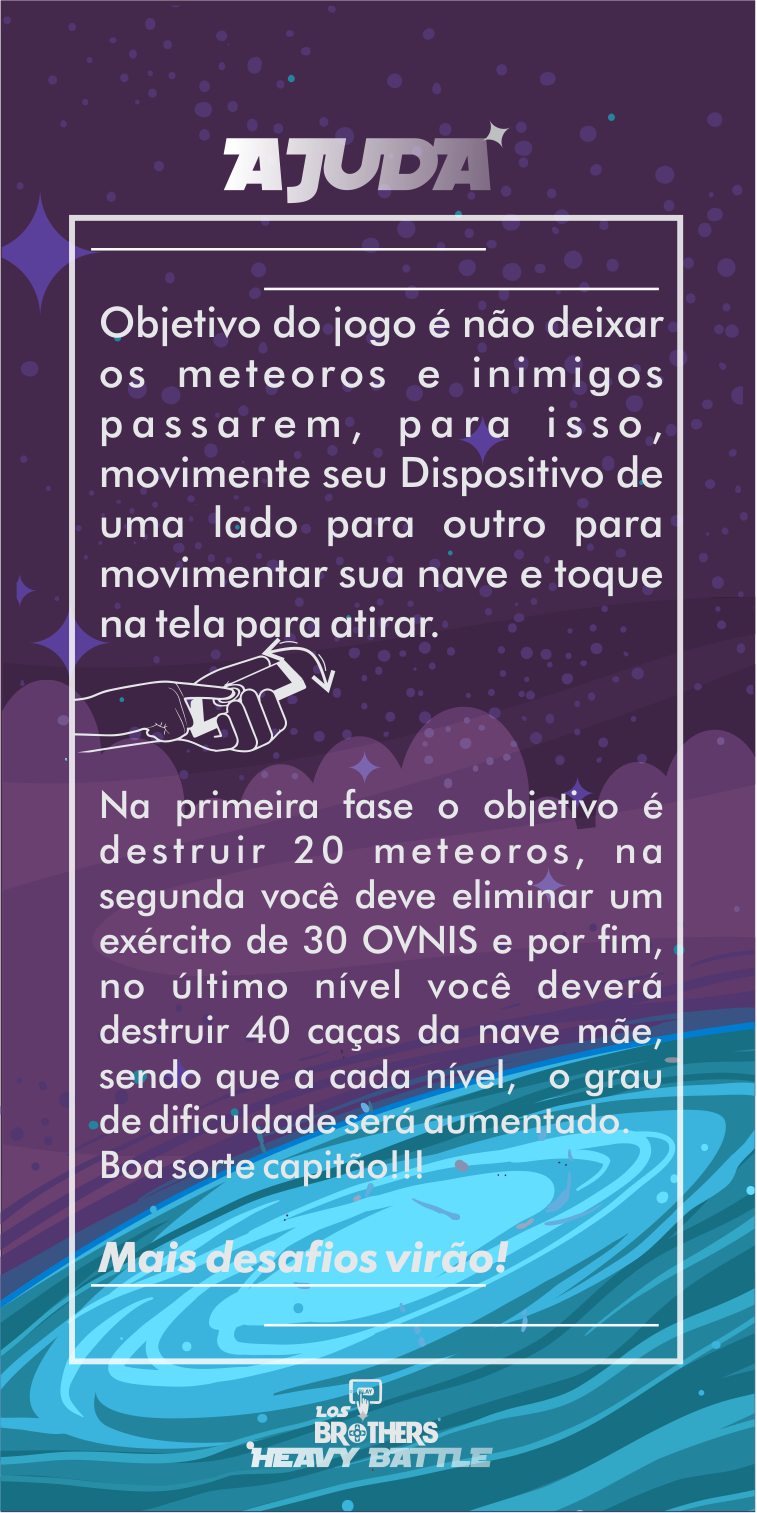 AJUDA
Objetivo do jogo é não deixar
os meteoros e inimigos
passarem, para isso,
movimente seu Dispositivo de
uma lado para outro para
movimentar sua nave e toque
na tela para atirar.
Na primeira fase o objetivo é
destruir 20 meteoros, na
segunda você deve eliminar um
exército de 30 OVNIS e por fim,
no último nível você deverá
destruir 40 caças da nave mãe,
sendo que a cada nível, o grau
de dificuldade será aumentado.
Boa sorte capitão!!!
Mais desafios virão!
PLAY
LOS
BROTHERS
HEAVY BATTLE